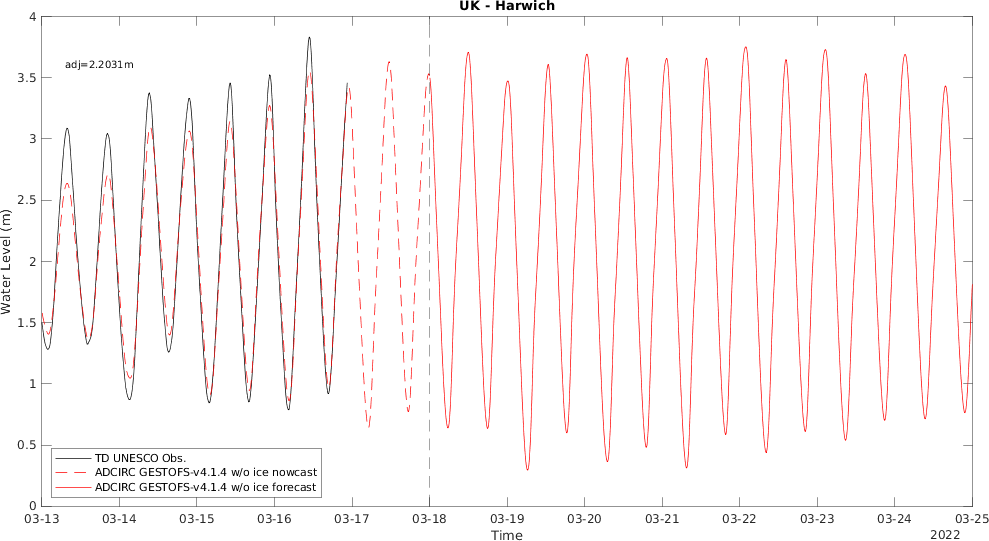 UK - Harwich
4
3.5
3
2.5
2
1.5
1
0.5
0
Water Level (m)
adj=2.2031m
TD UNESCO Obs.
ADCIRC GESTOFS-v4.1.4 w/o ice nowcast
ADCIRC GESTOFS-v4.1.4 w/o ice forecast
03-13 03-14 03-15 03-16 03-17 03-18 03-19 03-20 03-21 03-22 03-23 03-24 03-25
Time
2022